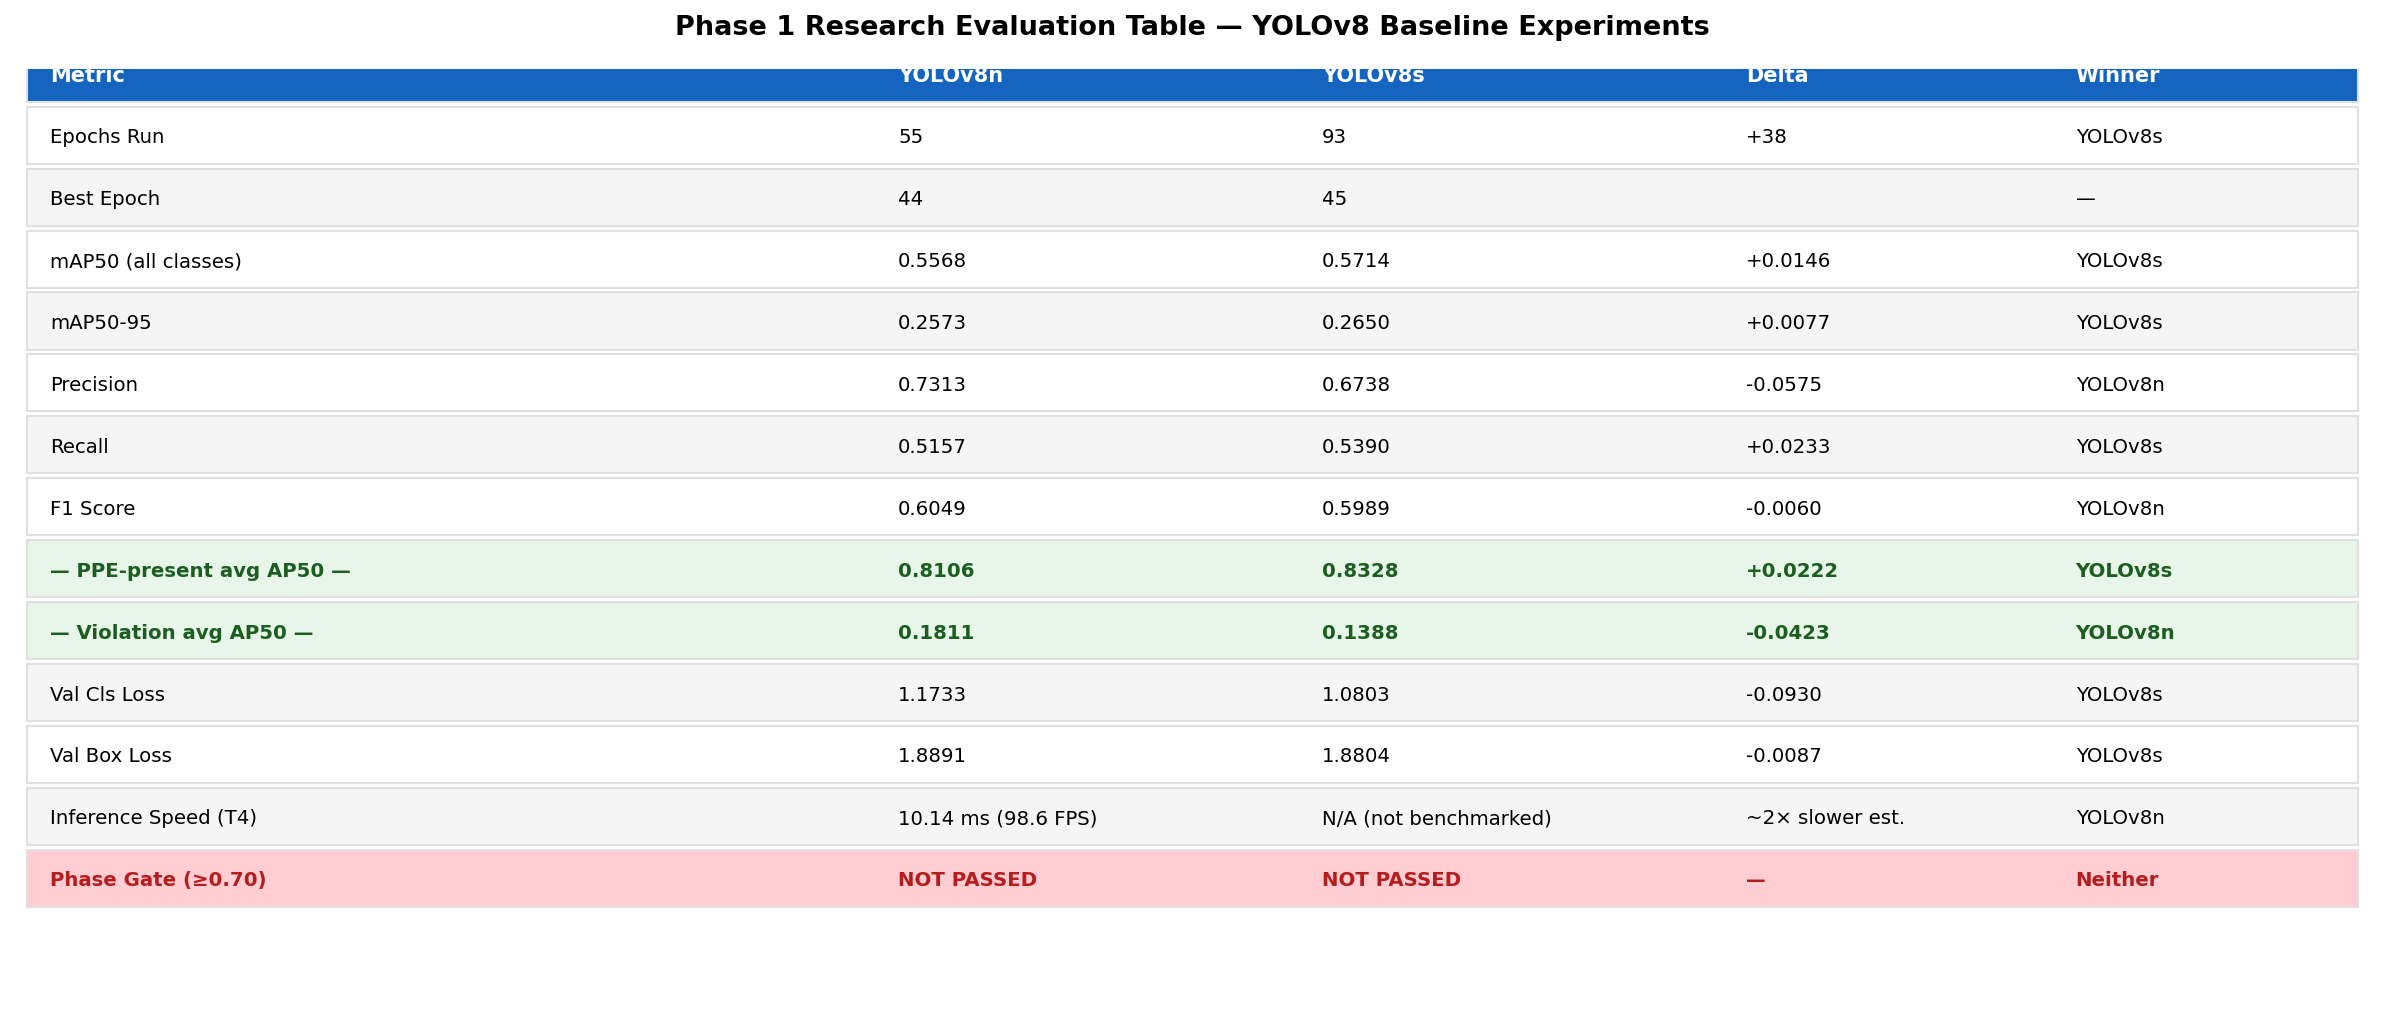 Phase 1 Research Evaluation Table — YOLOv8 Baseline Experiments
Metric YOLOv8n YOLOv8s Delta Winner
Epochs Run 55 93 +38 YOLOv8s
Best Epoch 44 45 —
mAP50 (all classes) 0.5568 0.5714 +0.0146 YOLOv8s
mAP50-95 0.2573 0.2650 +0.0077 YOLOv8s
Precision 0.7313 0.6738 -0.0575 YOLOv8n
Recall 0.5157 0.5390 +0.0233 YOLOv8s
F1 Score 0.6049 0.5989 -0.0060 YOLOv8n
— PPE-present avg AP50 — 0.8106 0.8328 +0.0222 YOLOv8s
— Violation avg AP50 — 0.1811 0.1388 -0.0423 YOLOv8n
Val Cls Loss 1.1733 1.0803 -0.0930 YOLOv8s
Val Box Loss 1.8891 1.8804 -0.0087 YOLOv8s
Inference Speed (T4) 10.14 ms (98.6 FPS) N/A (not benchmarked) ~2× slower est. YOLOv8n
Phase Gate (≥0.70) NOT PASSED NOT PASSED — Neither